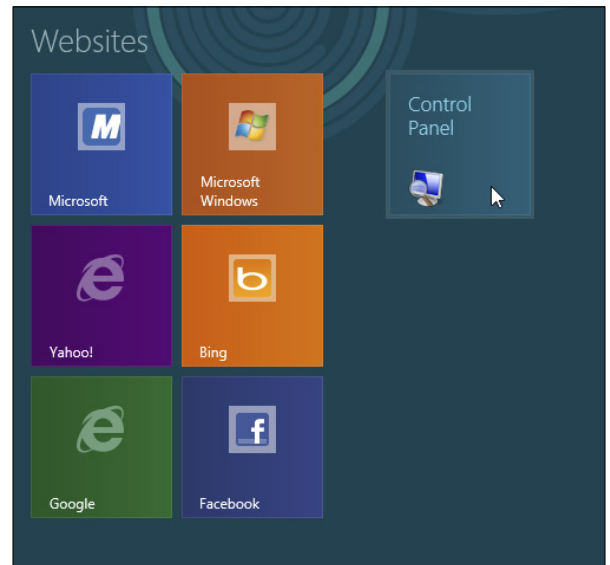 Websites
M
Microsoft
Microsoft
Windows
Control
Panel
Yahoo!
b
Bing
Google
f
Facebook